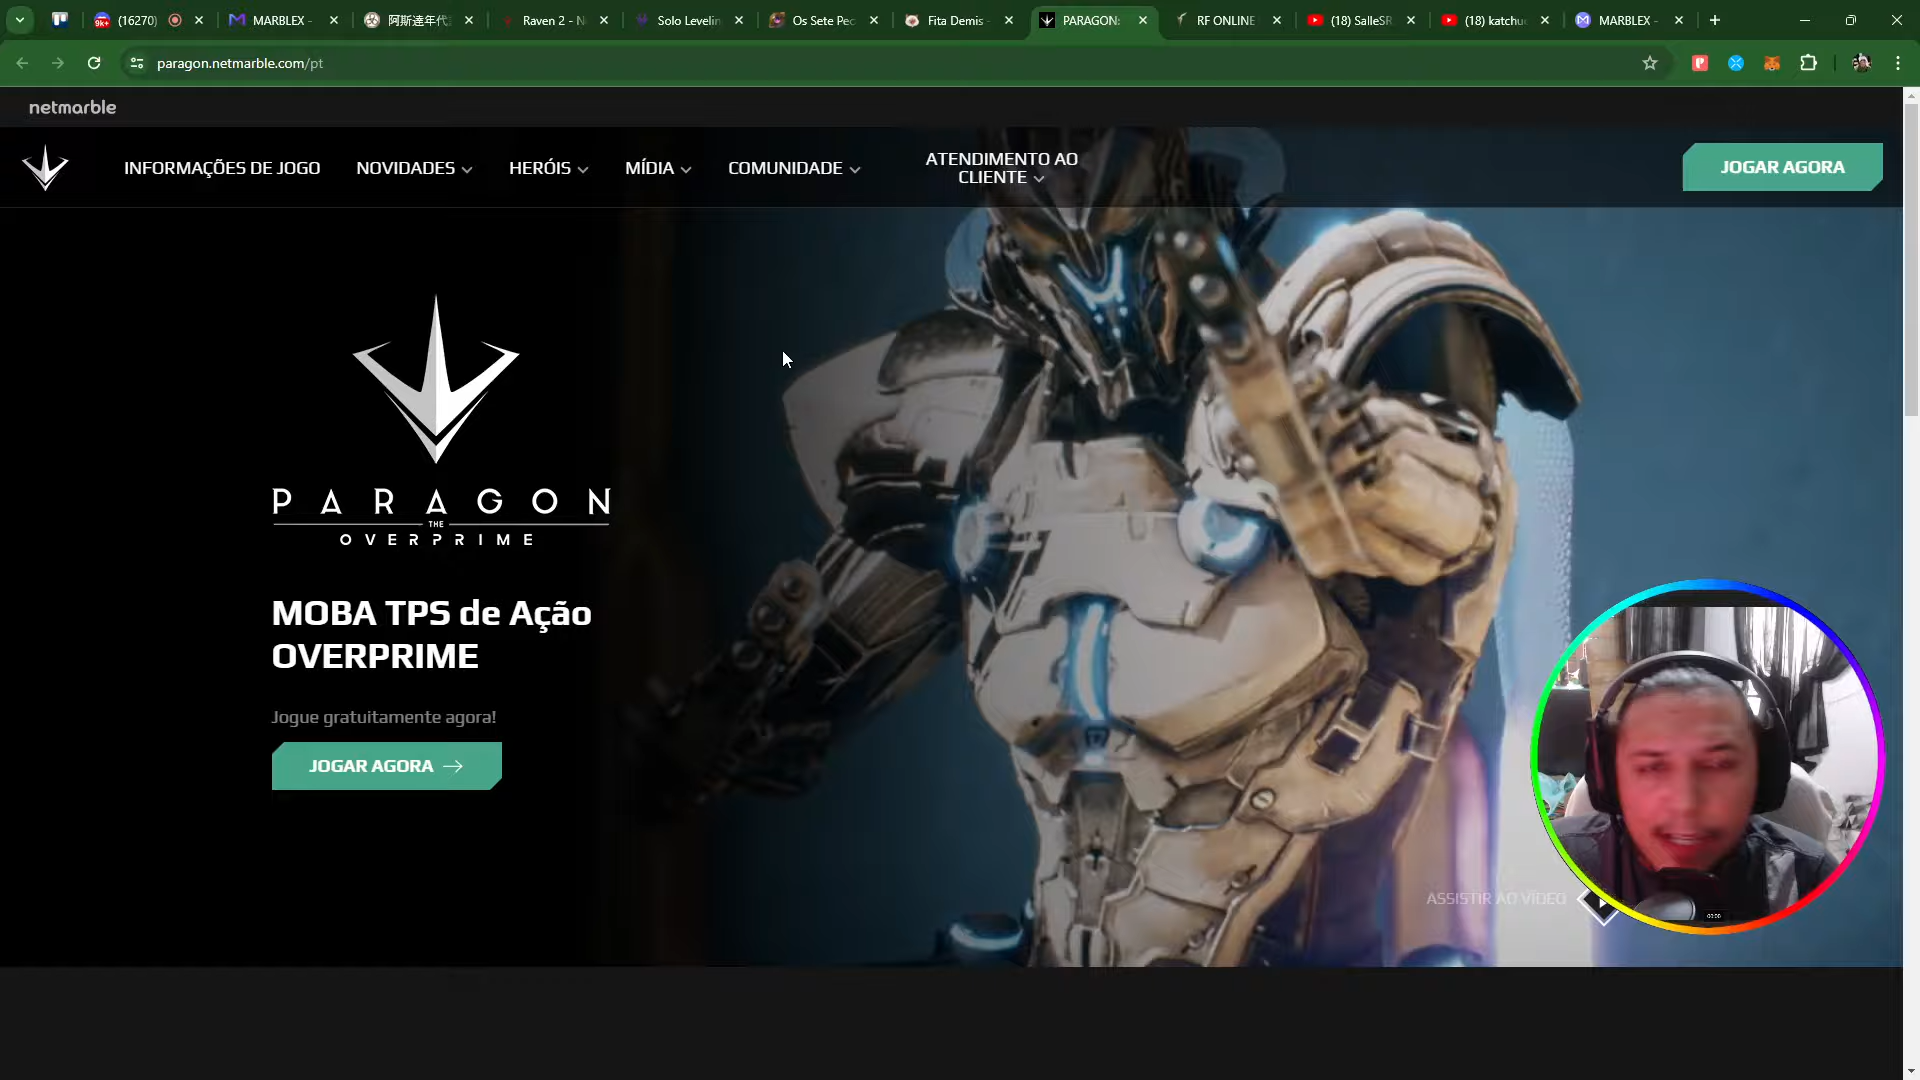 (16270)
MARBLEX -
阿斯達年代
Raven 2 - N
Solo Levelin
Os Sete Pec
Fita Demis -
PARAGON:
RF ONLINE
(18) SalleSR
(18) katchu
MARBLEX -
paragon.netmarble.com/pt
netmarble
INFORMAÇÕES DE JOGO
NOVIDADES
HERÓIS
MÍDIA
COMUNIDADE
ATENDIMENTO AO
CLIENTE
JOGAR AGORA
PARAGON
THE
OVERPRIME
MOBA TPS de Ação
OVERPRIME
Jogue gratuitamente agora!
JOGAR AGORA
ASSISTIR AO VÍDEO
00:00